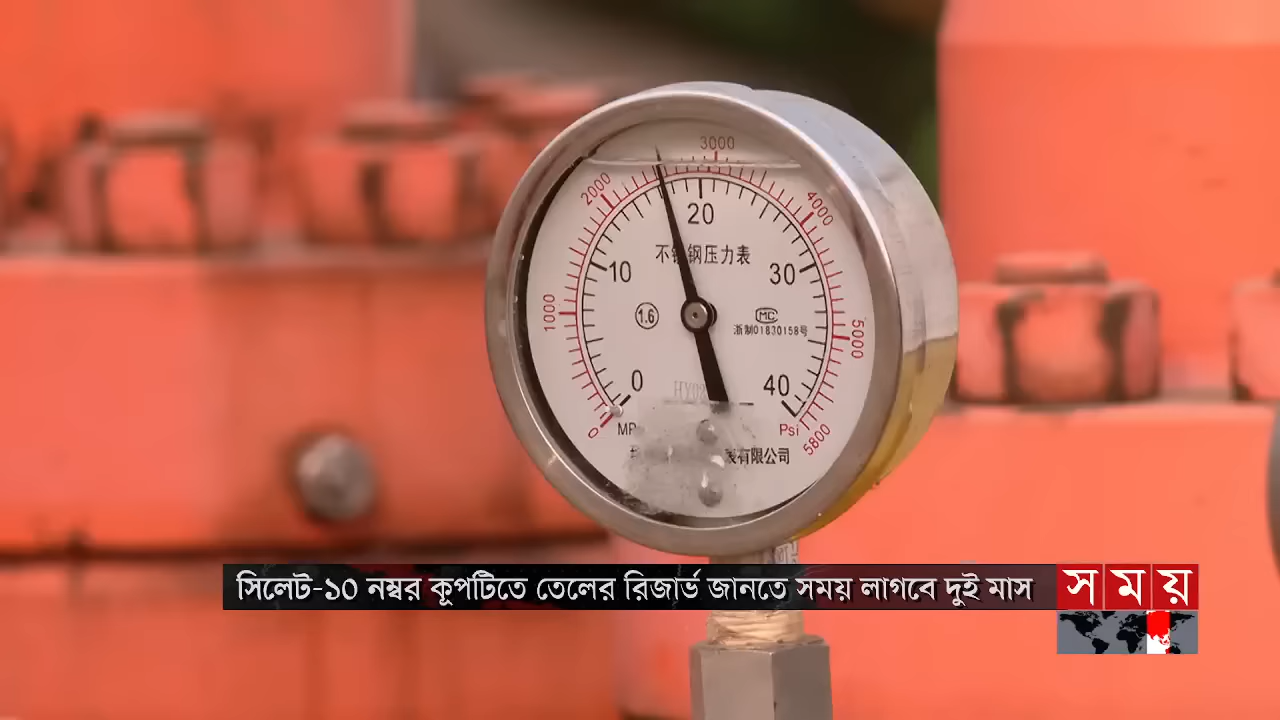 3000
2000
4000
20
不锈钢压力表
10
30
1000
1.6
MC
浙制01830158号
5000
0
40
0
Psi
5800
表有限公司
সিলেট-১০ নম্বর কূপটিতে তেলের রিজার্ভ জানতে সময় লাগবে দুই মাস
সময়